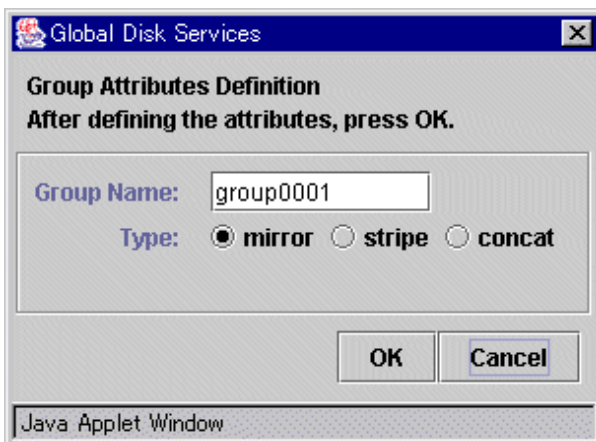 Global Disk Services
Group Attributes Definition
After defining the attributes, press OK.
Group Name: group0001
Type: mirror stripe concat
OK Cancel
Java Applet Window